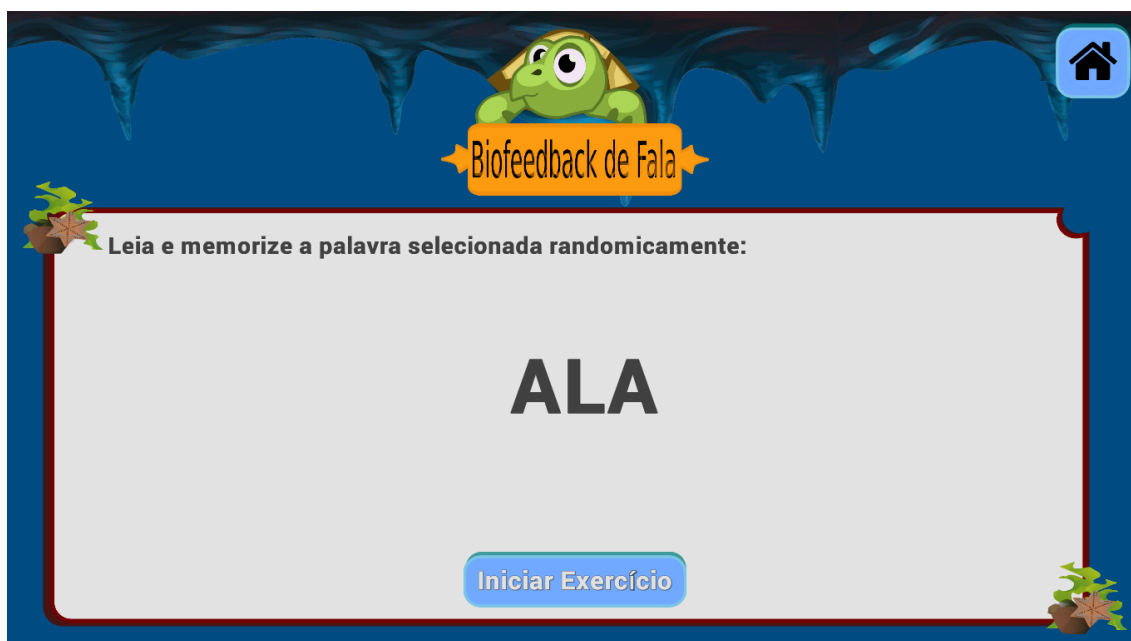 Biofeedback de Fala
Leia e memorize a palavra selecionada randomicamente:
ALA
Iniciar Exercício